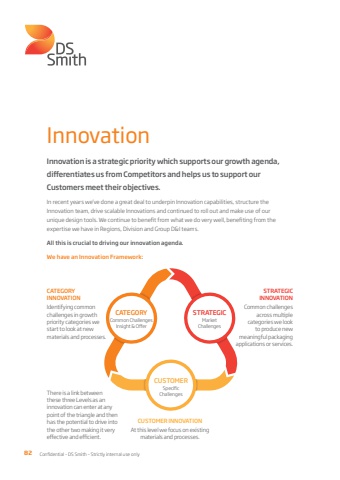 DS
Smith
Innovation
Innovation is a strategic priority which supports our growth agenda,
differentiates us from Competitors and helps us to support our
Customers meet their objectives.
In recent years we've done a great deal to underpin Innovation capabilities, structure the
Innovation team, drive scalable Innovations and continued to roll out and make use of our
unique design tools. We continue to benefit from what we do very well, benefiting from the
expertise we have in Regions, Division and Group D&I teams.
All this is crucial to driving our innovation agenda.
We have an Innovation Framework:
CATEGORY
INNOVATION
Identifying common
challenges in growth
priority categories we
start to look at new
materials and processes.
CATEGORY
Common Challenges
Insight & Offer
STRATEGIC
Market
Challenges
STRATEGIC
INNOVATION
Common challenges
across multiple
categories we look
to produce new
meaningful packaging
applications or services.
CUSTOMER
Specific
Challenges
There is a link between
these three Levels as an
innovation can enter at any
point of the triangle and then
has the potential to drive into
the other two making it very
effective and efficient.
CUSTOMER INNOVATION
At this level we focus on existing
materials and processes.
82 Confidential – DS Smith – Strictly internal use only.